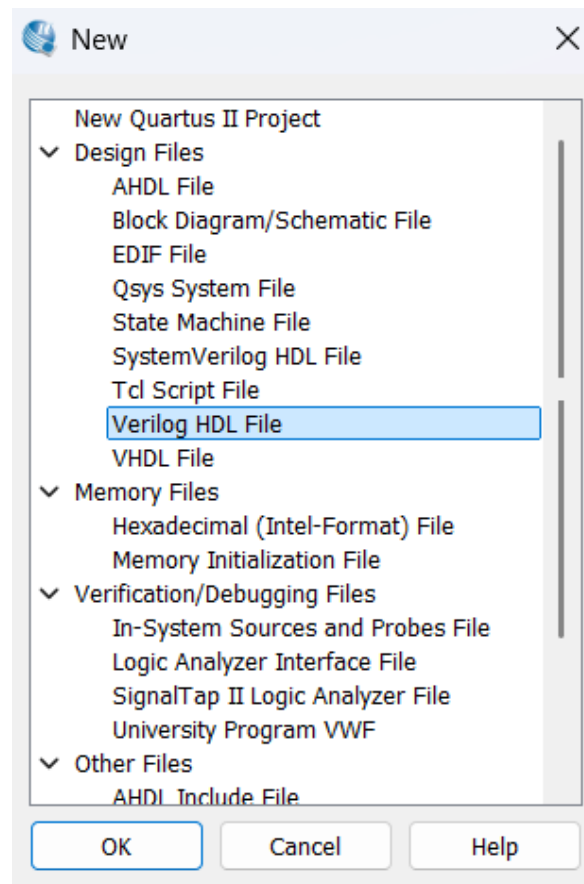 New
New Quartus II Project
Design Files
AHDL File
Block Diagram/Schematic File
EDIF File
Qsys System File
State Machine File
SystemVerilog HDL File
Tcl Script File
Verilog HDL File
VHDL File
Memory Files
Hexadecimal (Intel-Format) File
Memory Initialization File
Verification/Debugging Files
In-System Sources and Probes File
Logic Analyzer Interface File
SignalTap II Logic Analyzer File
University Program VWF
Other Files
AHDL Include File
OK Cancel Help